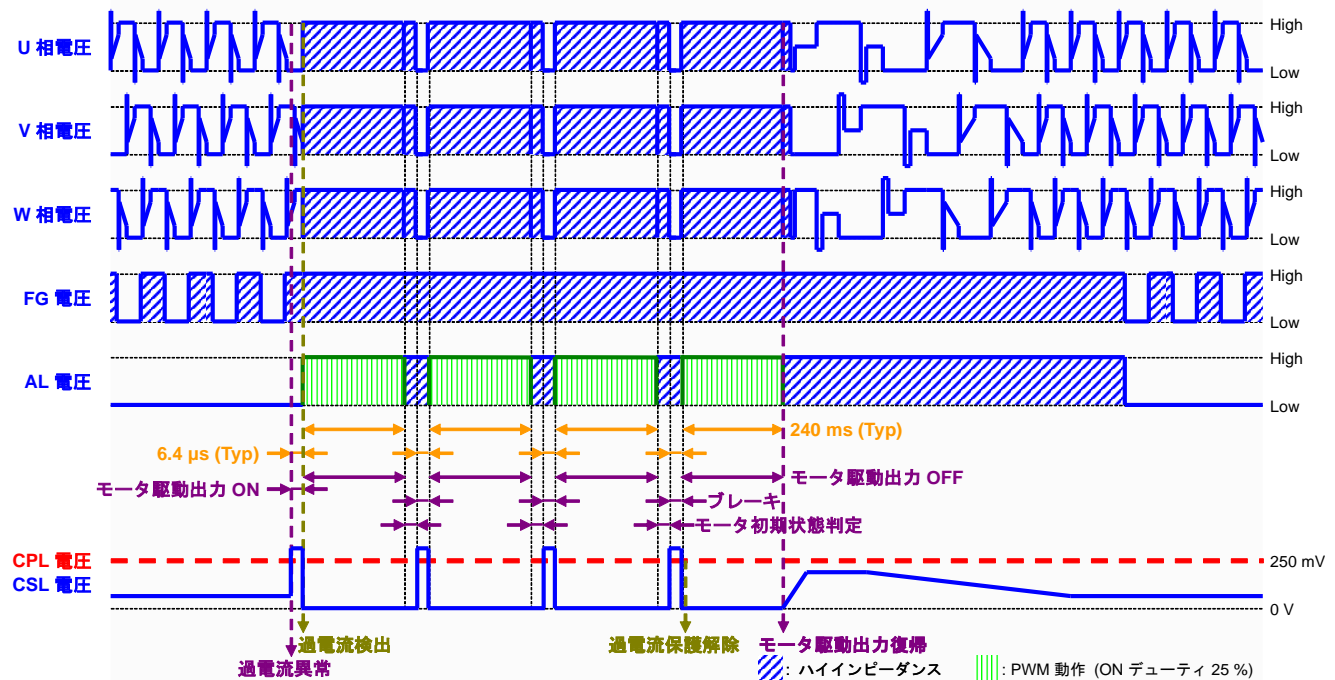 U 相電圧
High
Low
V 相電圧
High
Low
W 相電圧
High
Low
FG 電圧
High
Low
AL 電圧
High
Low
240 ms (Typ)
6.4 µs (Typ)
モータ駆動出力 OFF
モータ駆動出力 ON
ブレーキ
モータ初期状態判定
CPL 電圧
250 mV
CSL 電圧
0 V
過電流検出
過電流保護解除
モータ駆動出力復帰
過電流異常
: ハイインピーダンス
: PWM 動作 (ON デューティ 25 %)